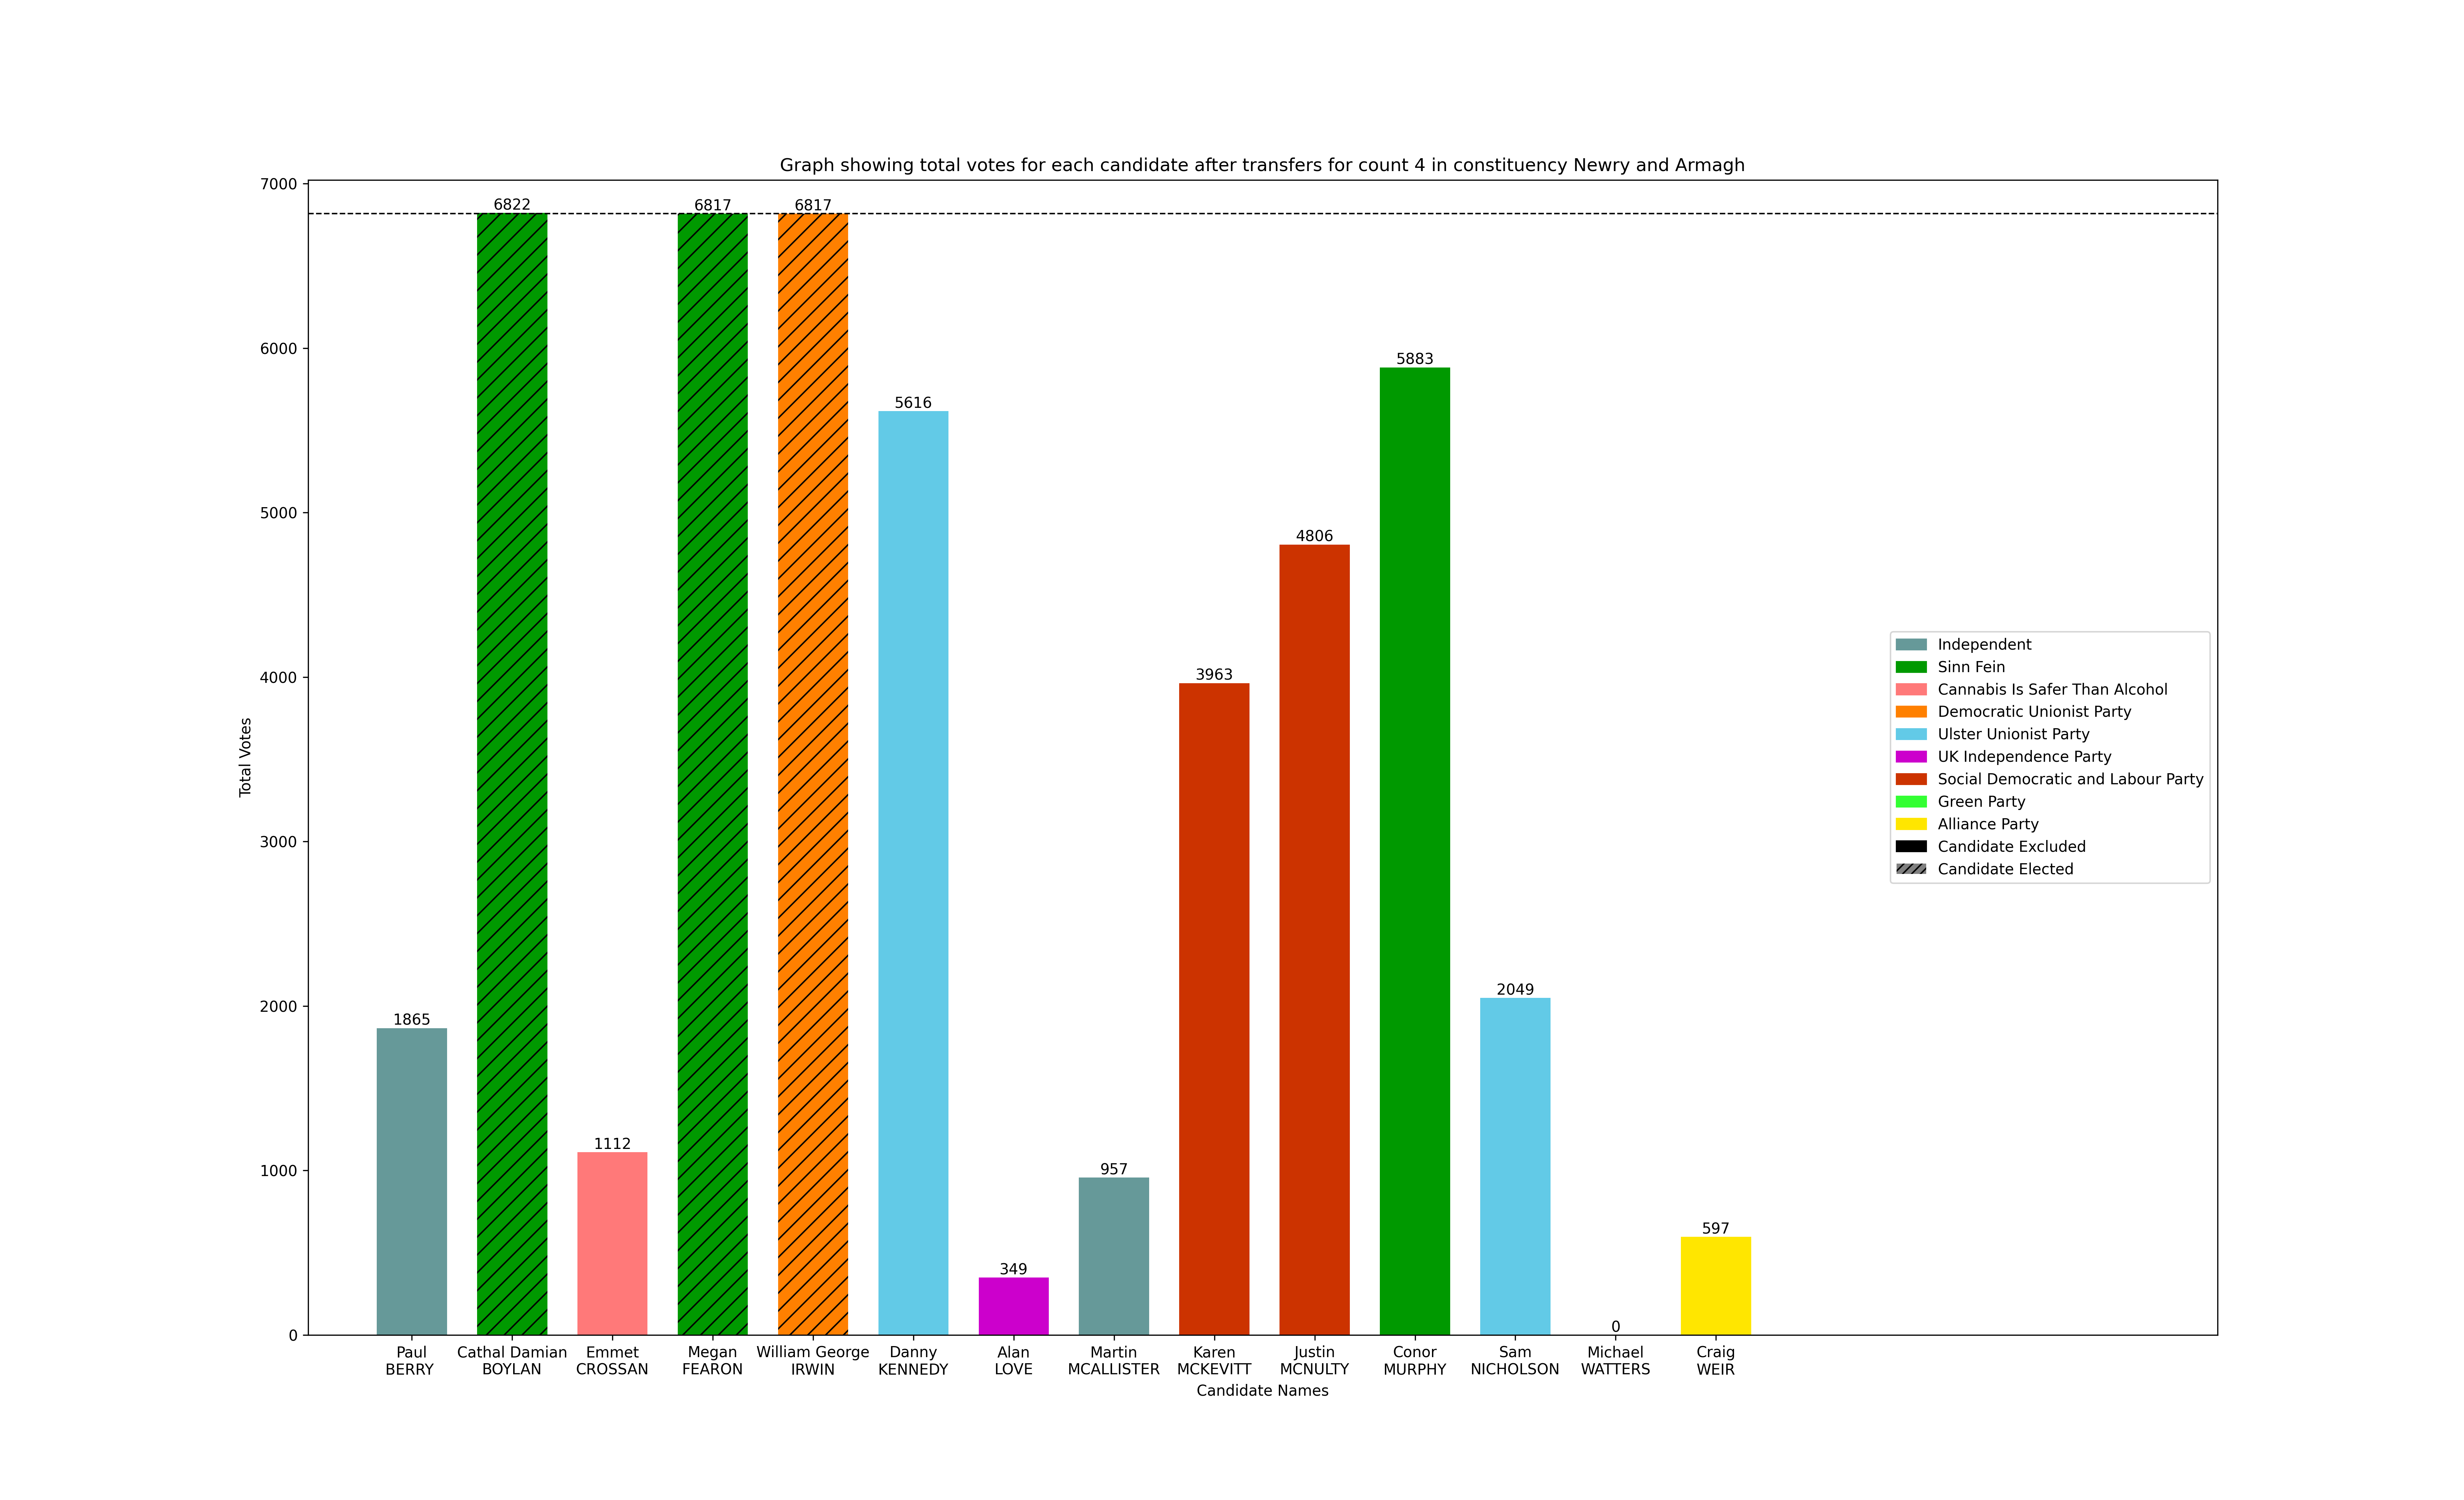 Graph showing total votes for each candidate after transfers for count 4 in constituency Newry and Armagh
7000
6000
5000
4000
3000
2000
1000
0
Total Votes
1865
6822
1112
6817
6817
5616
349
957
3963
4806
5883
2049
0
597
Paul
BERRY
Cathal Damian
BOYLAN
Emmet
CROSSAN
Megan
FEARON
William George
IRWIN
Danny
KENNEDY
Alan
LOVE
Martin
MCALLISTER
Karen
MCKEVITT
Justin
MCNULTY
Conor
MURPHY
Sam
NICHOLSON
Michael
WATTERS
Craig
WEIR
Candidate Names
Independent
Sinn Fein
Cannabis Is Safer Than Alcohol
Democratic Unionist Party
Ulster Unionist Party
UK Independence Party
Social Democratic and Labour Party
Green Party
Alliance Party
Candidate Excluded
Candidate Elected